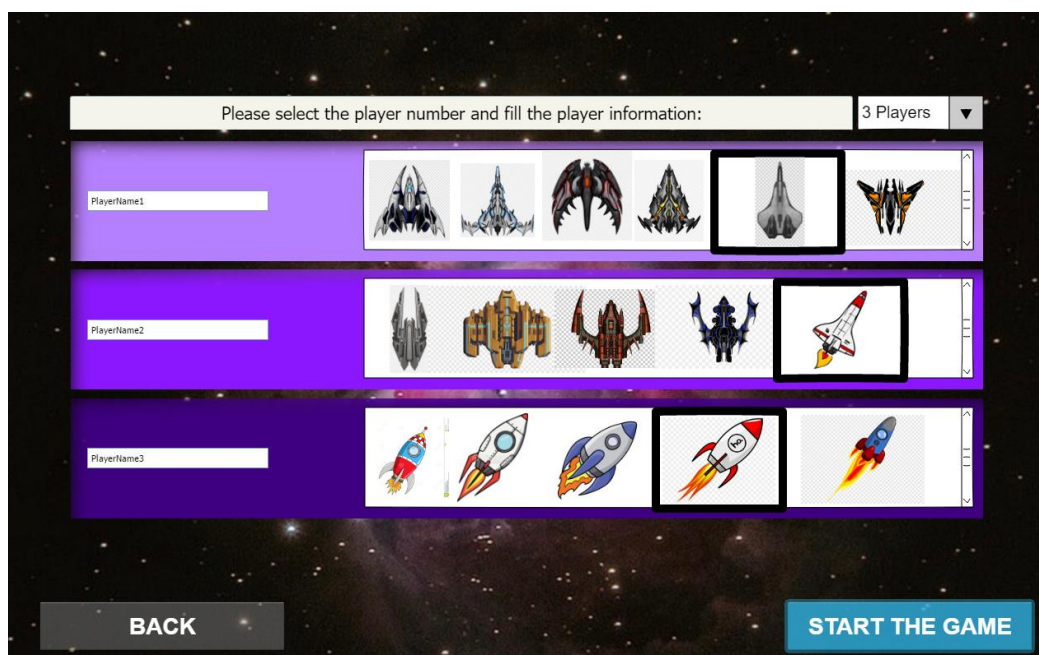 Please select the player number and fill the player information:
3 Players
PlayerName1
PlayerName2
PlayerName3
BACK
START THE GAME